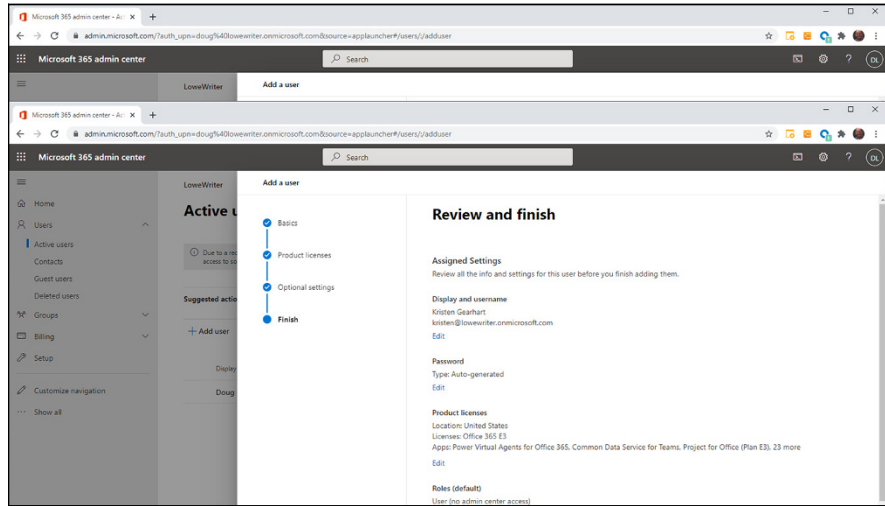 Microsoft 365 admin center - Ac
admin.microsoft.com/?auth_upn=doug%40lowewriter.onmicrosoft.com&source=applauncher#/users/;/adduser
Microsoft 365 admin center
Search
DL
LoweWriter
Add a user
Microsoft 365 admin center - Ac
admin.microsoft.com/?auth_upn=doug%40lowewriter.onmicrosoft.com&source=applauncher#/users/;/adduser
Microsoft 365 admin center
Search
DL
Home
Users
Active users
Contacts
Guest users
Deleted users
Groups
Billing
Setup
Customize navigation
Show all
LoweWriter
Active u
Due to a rec
access to so
Suggested actio
Add user
Display
Doug
Add a user
Basics
Product licenses
Optional settings
Finish
Review and finish
Assigned Settings
Review all the info and settings for this user before you finish adding them.
Display and username
Kristen Gearhart
kristen@lowewriter.onmicrosoft.com
Edit
Password
Type: Auto-generated
Edit
Product licenses
Location: United States
Licenses: Office 365 E3
Apps: Power Virtual Agents for Office 365, Common Data Service for Teams, Project for Office (Plan E3), 23 more
Edit
Roles (default)
User (no admin center access)